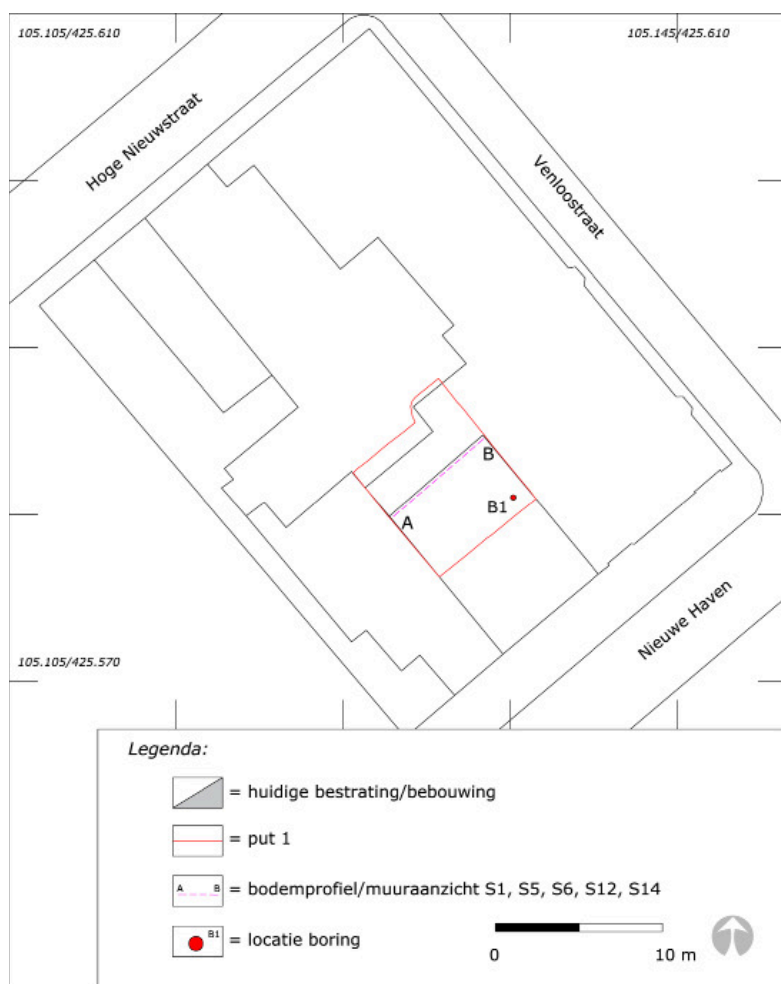 105.105/425.610
105.145/425.610
Hoge Nieuwstraat
Venloostraat
B
B1
A
Nieuwe Haven
105.105/425.570
Legenda:
= huidige bestrating/bebouwing
= put 1
A B = bodemprofiel/muuraanzicht S1, S5, S6, S12, S14
B1 = locatie boring
0 10 m